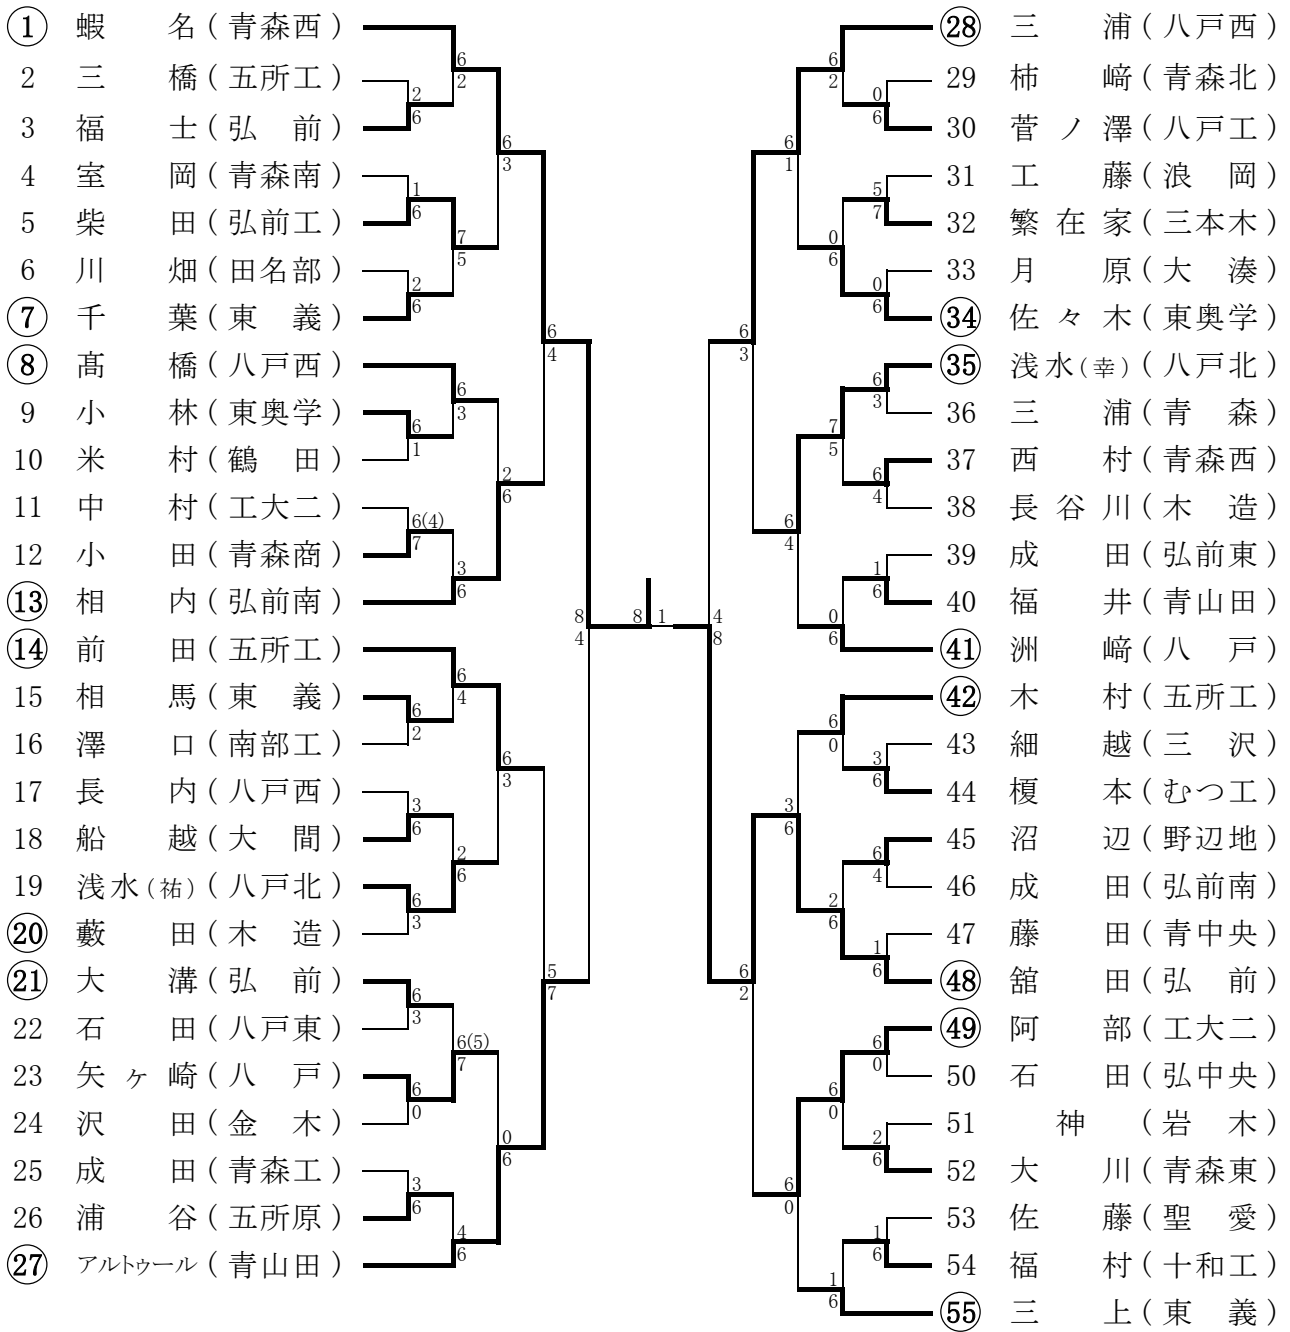 ① 蝦名(青森西)
2 三橋(五所工)
3 福士(弘前)
4 室岡(青森南)
5 柴田(弘前工)
6 川畑(田名部)
⑦ 千葉(東義)
⑧ 髙橋(八戸西)
9 小林(東奥学)
10 米村(鶴田)
11 中村(工大二)
12 小田(青森商)
⑬ 相内(弘前南)
⑭ 前田(五所工)
15 相馬(東義)
16 澤口(南部工)
17 長内(八戸西)
18 船越(大間)
19 浅水(祐)(八戸北)
⑳ 藪田(木造)
㉑ 大溝(弘前)
22 石田(八戸東)
23 矢ヶ崎(八戸)
24 沢田(金木)
25 成田(青森工)
26 浦谷(五所原)
㉗ アルトゥール(青山田)
2
6
1
6
2
6
6
1
6(4)
7
6
2
3
6
6
3
6
3
6
0
3
6
6
2
7
5
6
3
3
6
6
4
2
6
6(5)
7
4
6
6
3
2
6
6
3
0
6
6
4
5
7
8
4
8 1
4
8
6
3
6
2
6
1
6
4
3
6
6
0
6
2
0
6
7
5
0
6
6
0
2
6
6
0
1
6
0
6
5
7
0
6
6
3
6
4
1
6
3
6
6
4
1
6
6
0
2
6
1
6
㉘ 三浦(八戸西)
29 柿﨑(青森北)
30 菅ノ澤(八戸工)
31 工藤(浪岡)
32 繁在家(三本木)
33 月原(大湊)
㉞ 佐々木(東奥学)
㉟ 浅水(幸)(八戸北)
36 三浦(青森)
37 西村(青森西)
38 長谷川(木造)
39 成田(弘前東)
40 福井(青山田)
㊶ 洲﨑(八戸)
㊷ 木村(五所工)
43 細越(三沢)
44 榎本(むつ工)
45 沼辺(野辺地)
46 成田(弘前南)
47 藤田(青中央)
㊽ 舘田(弘前)
㊾ 阿部(工大二)
50 石田(弘中央)
51 神(岩木)
52 大川(青森東)
53 佐藤(聖愛)
54 福村(十和工)
55 三上(東義)